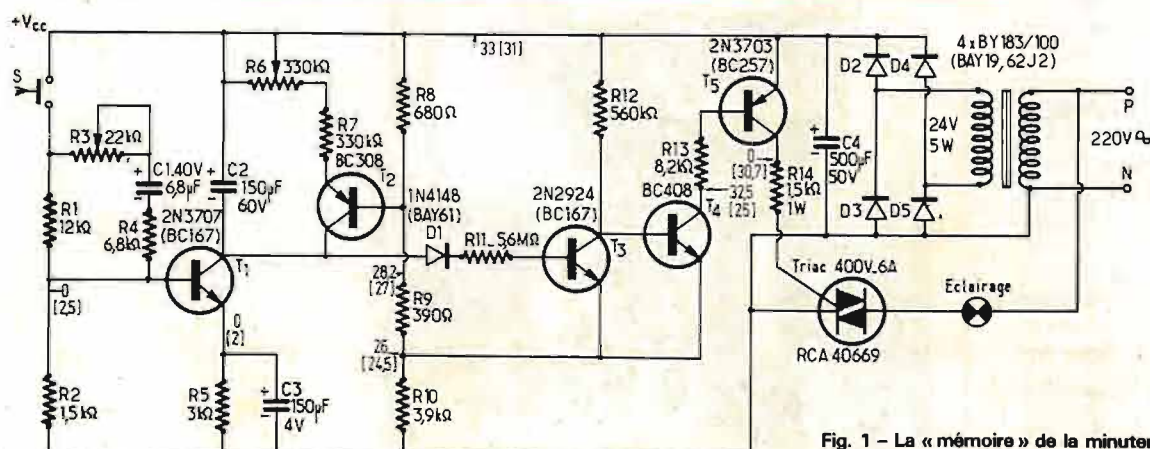 +Vcc
S
R3
22kΩ
C1.40V
6,8µF
C2
150µF
60V
R1
12kΩ
R4
6,8kΩ
2N3707
(BC167)
T1
0
[2,5]
0
[2]
R2
1,5kΩ
R5
3kΩ
C3
150µF
4V
R6
330kΩ
R7
330kΩ
BC308
T2
R8
680Ω
1N4148
(BAY61)
D1
R11_5,6MΩ
28,2
[27]
R9
390Ω
26
[24,5]
R10
3,9kΩ
33 [31]
R12
560kΩ
2N2924
(BC167)
T3
R13
8,2kΩ
BC408
T4
32,5
[25]
2N3703
(BC257)
T5
0
[30,7]
R14
1,5kΩ
1W
C4
500µF
50V
D2
D4
D3
D5
4xBY183/100
(BAY19,62J2)
24V
5W
P
220V
N
Triac 400V.6A
RCA 40669
Eclairage
Fig. 1 – La « mémoire » de la minuter